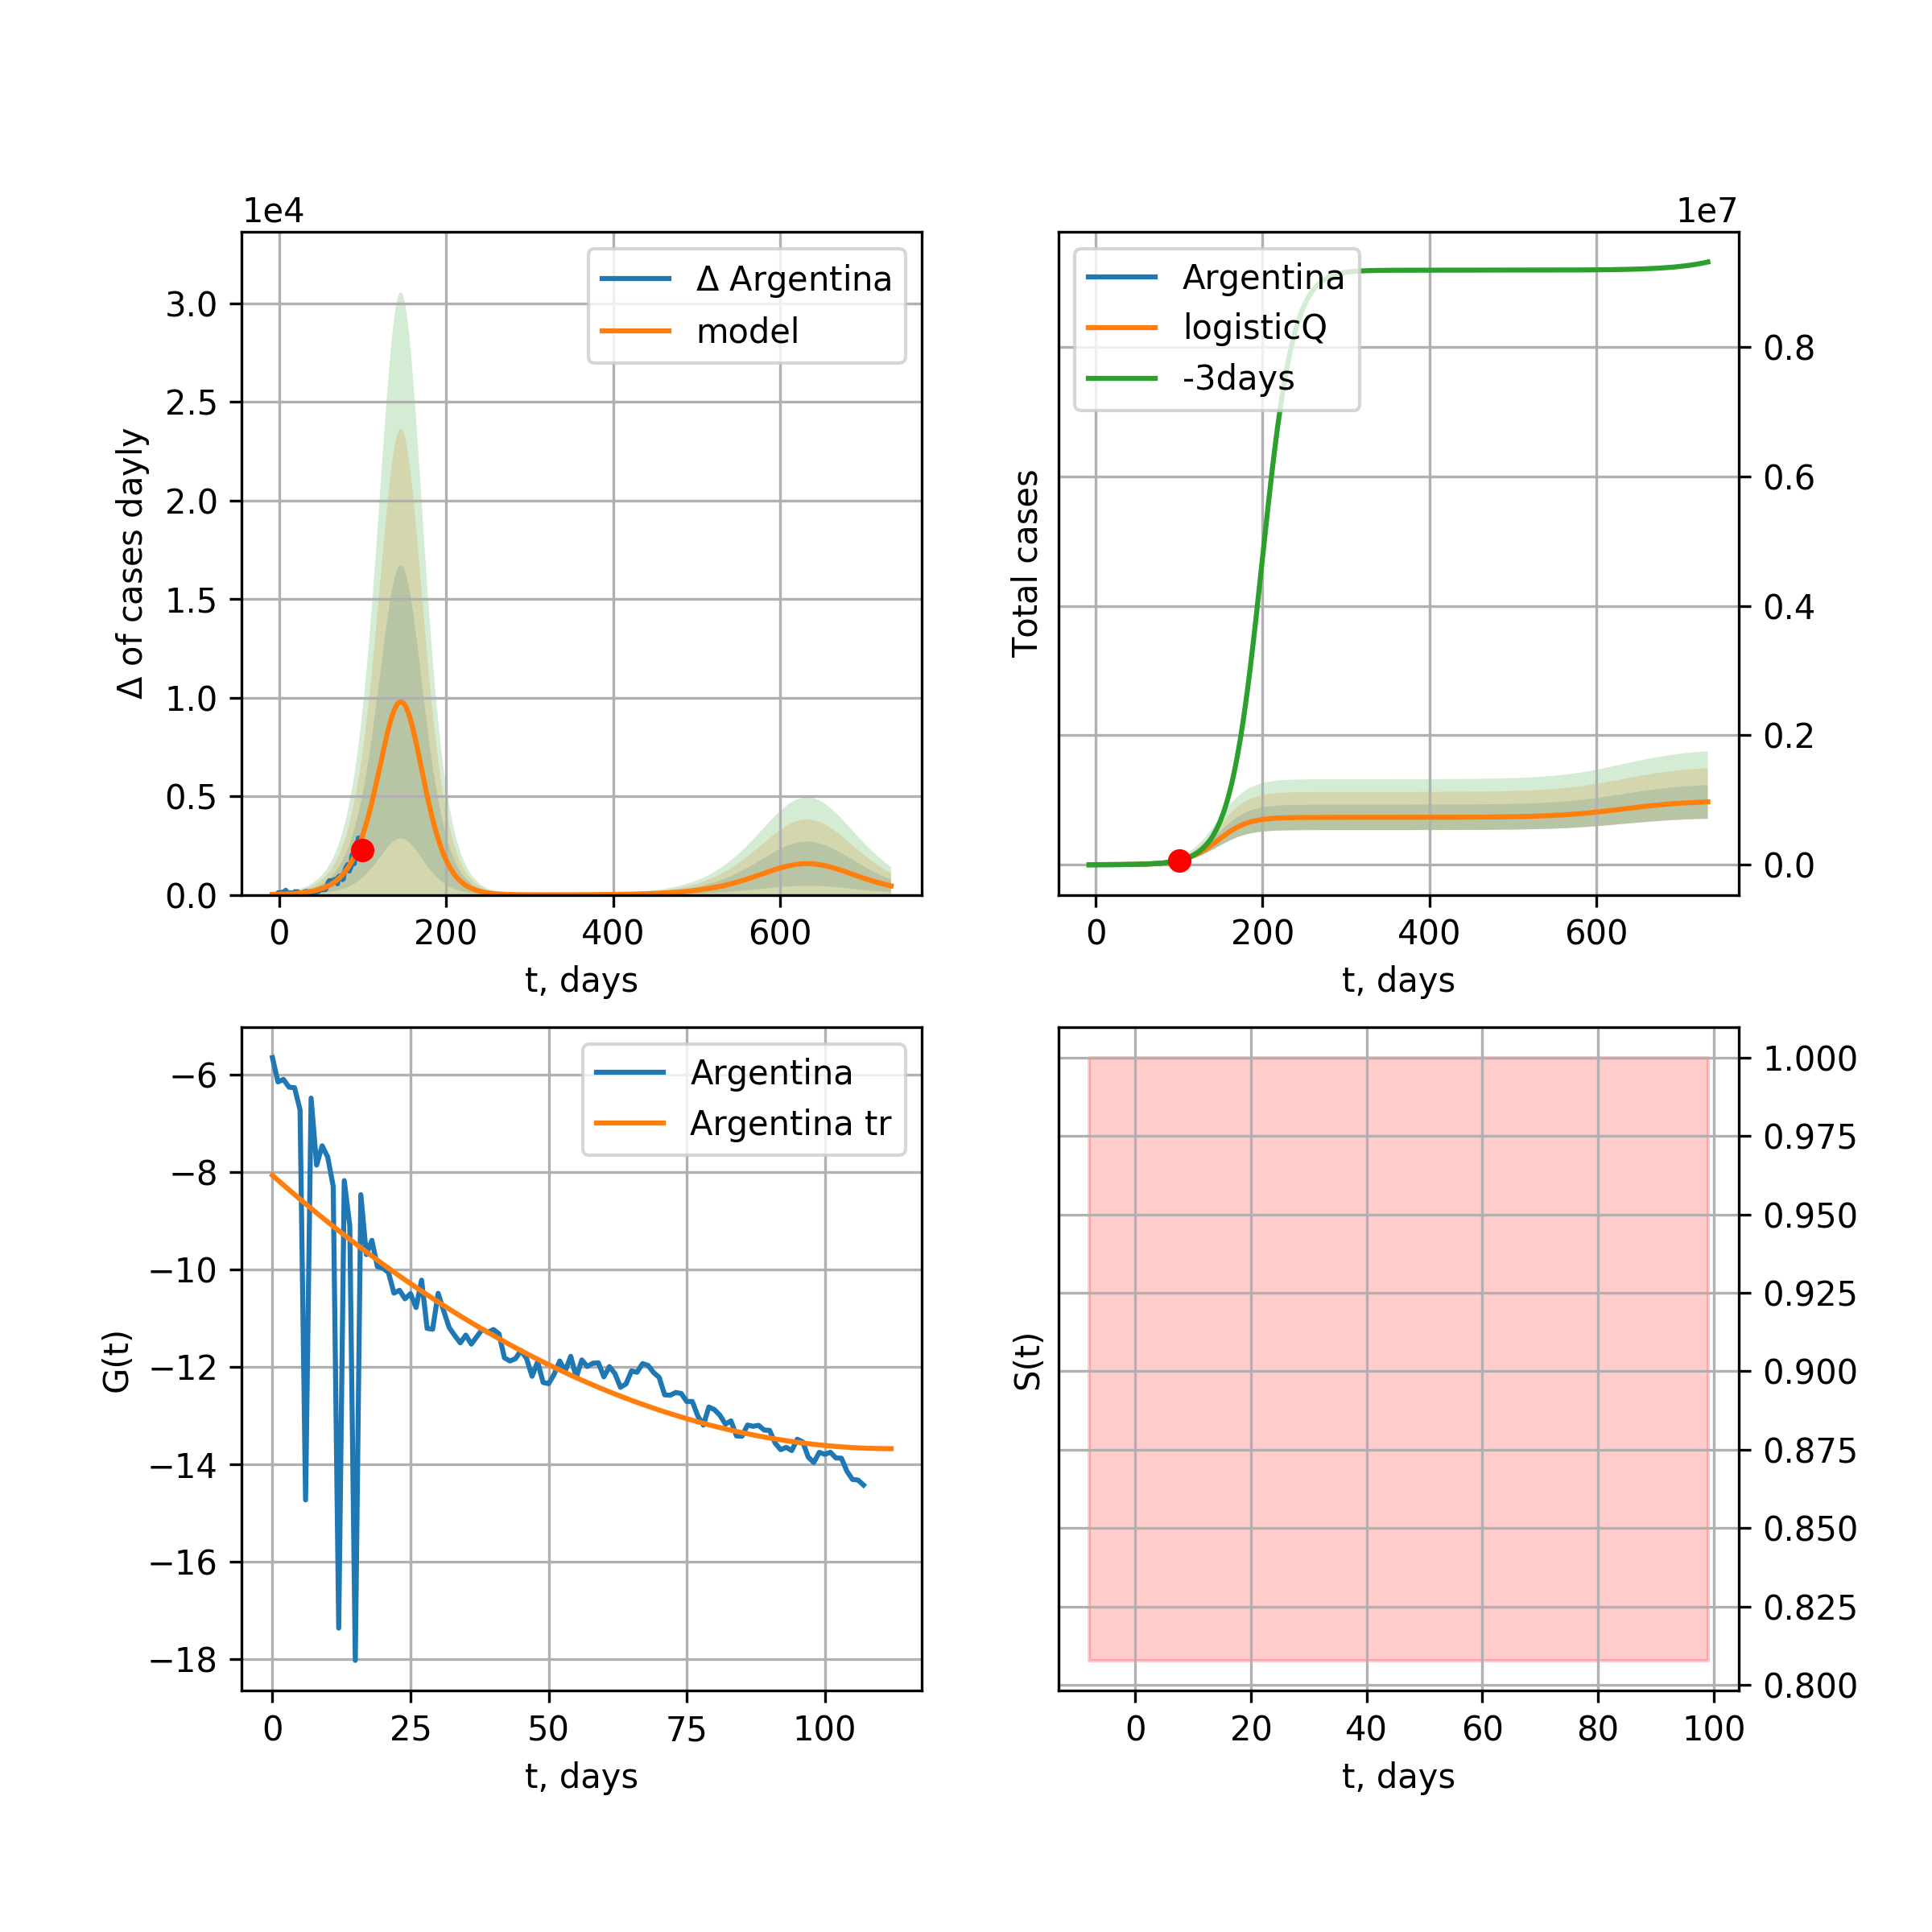 1e4
Δ Argentina
model
3.0
2.5
2.0
1.5
1.0
0.5
0.0
Δ of cases dayly
0 200 400 600
t, days
1e7
Argentina
logisticQ
-3days
0.8
0.6
0.4
0.2
0.0
Total cases
0 200 400 600
t, days
Argentina
Argentina tr
−6
−8
−10
−12
−14
−16
−18
G(t)
0 25 50 75 100
t, days
1.000
0.975
0.950
0.925
0.900
0.875
0.850
0.825
0.800
S(t)
0 20 40 60 80 100
t, days